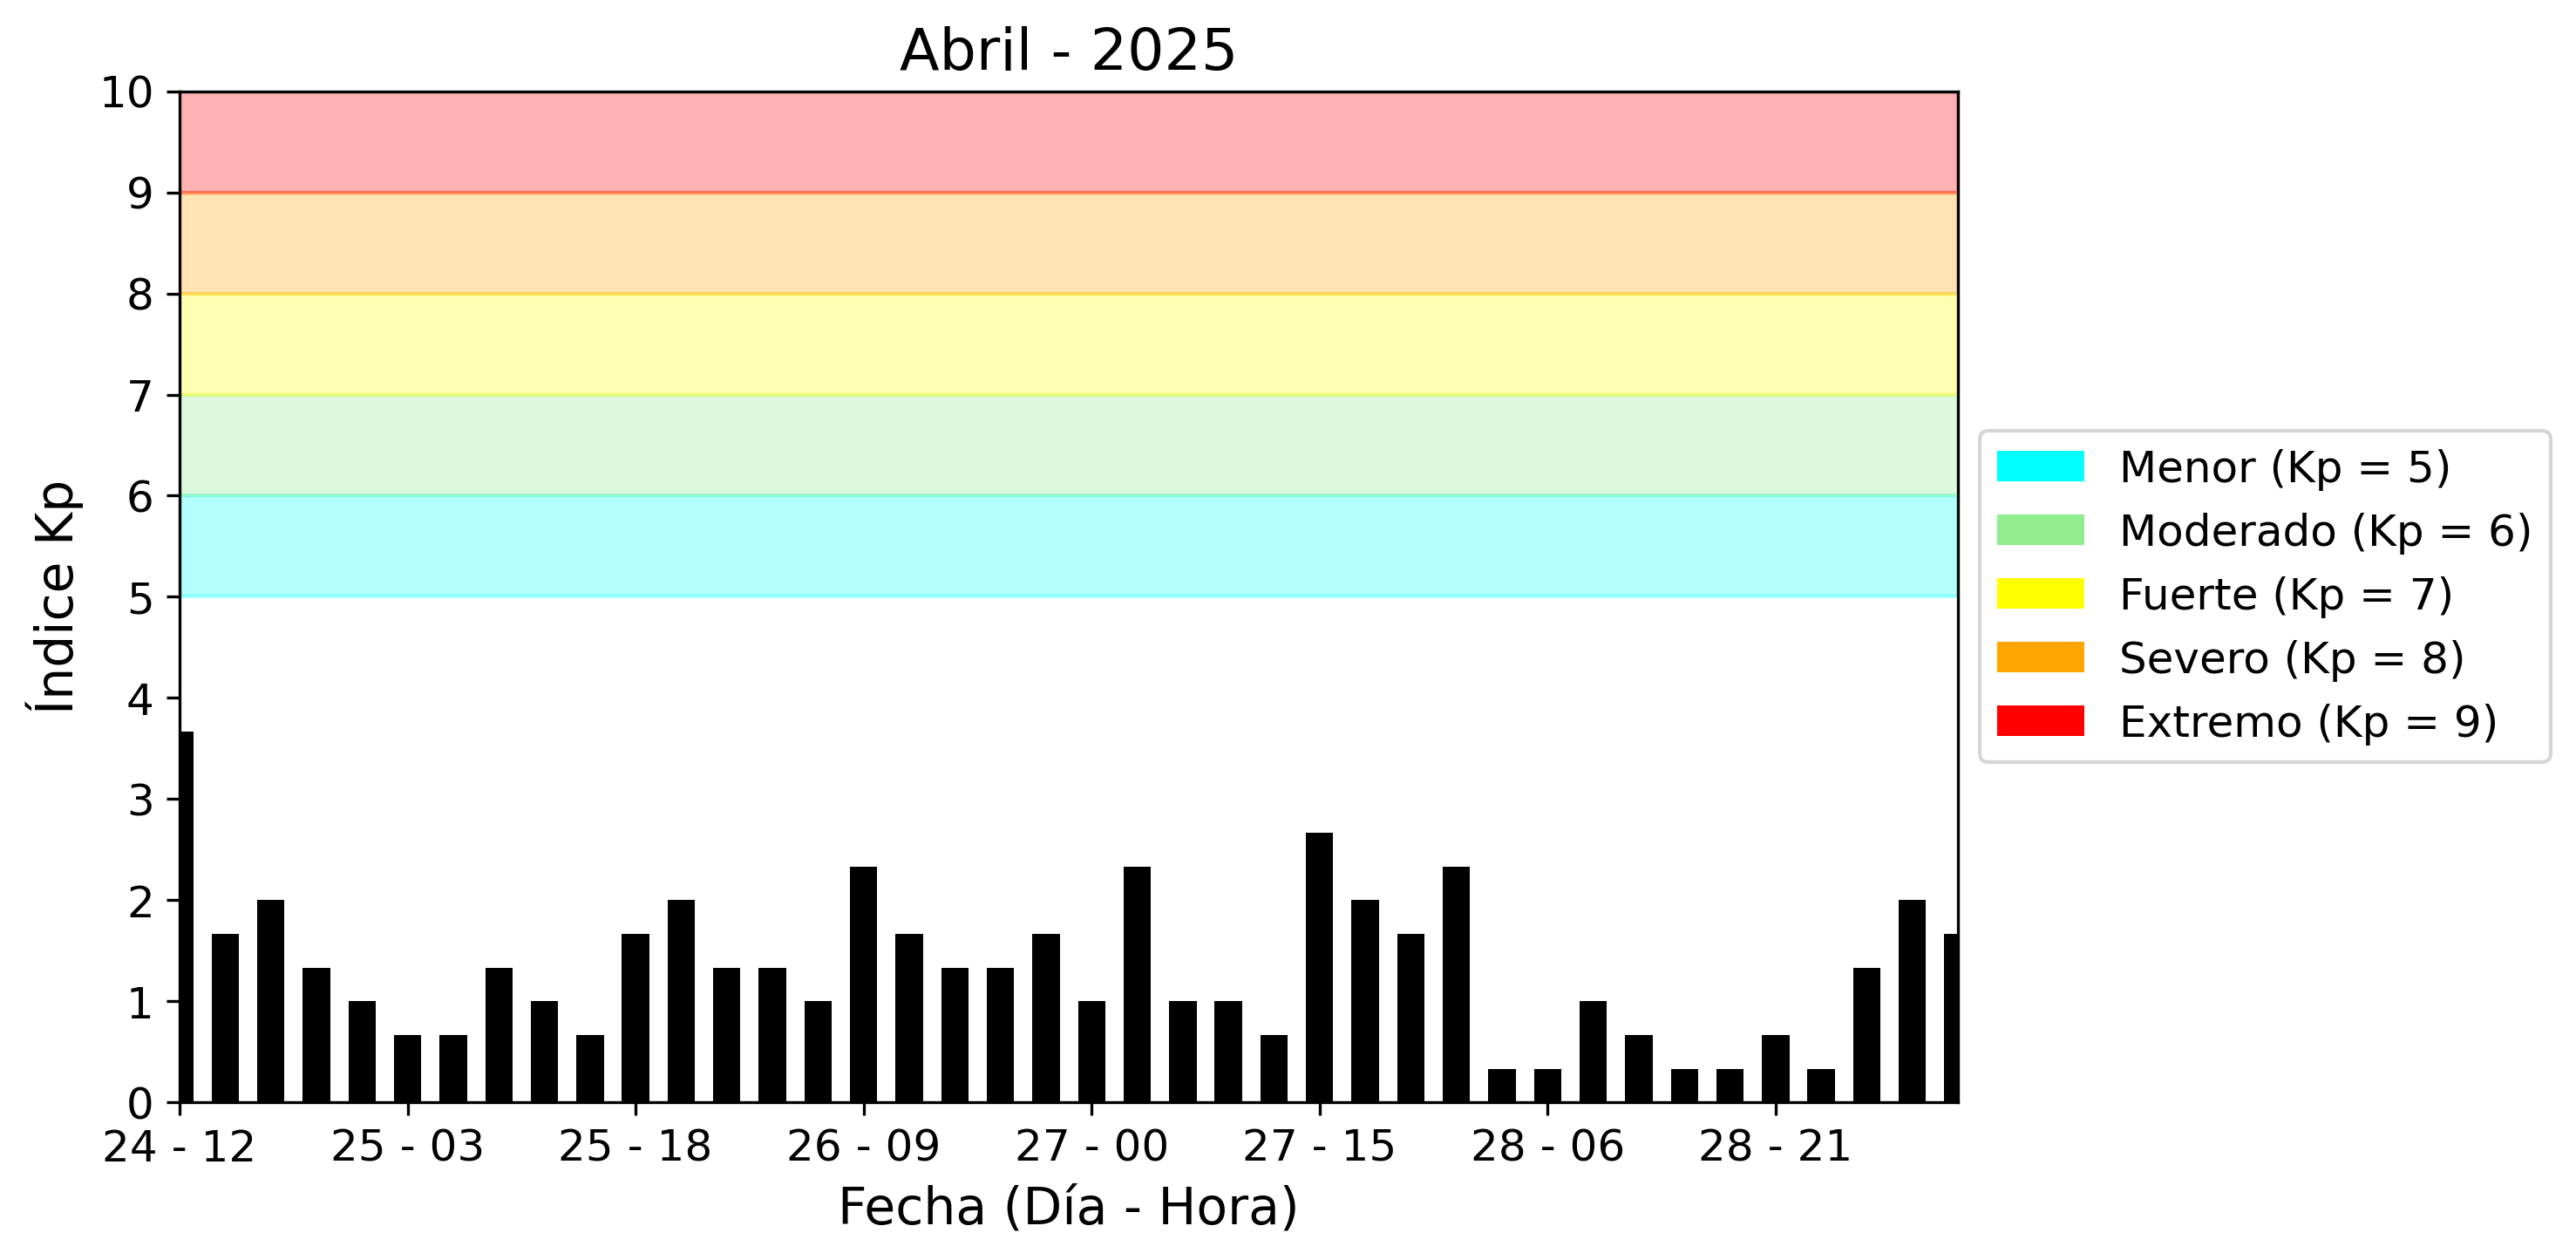 Abril - 2025
10
9
8
7
6
5
4
3
2
1
0
Índice Kp
24 - 12
25 - 03
25 - 18
26 - 09
27 - 00
27 - 15
28 - 06
28 - 21
Fecha (Día - Hora)
Menor (Kp = 5)
Moderado (Kp = 6)
Fuerte (Kp = 7)
Severo (Kp = 8)
Extremo (Kp = 9)